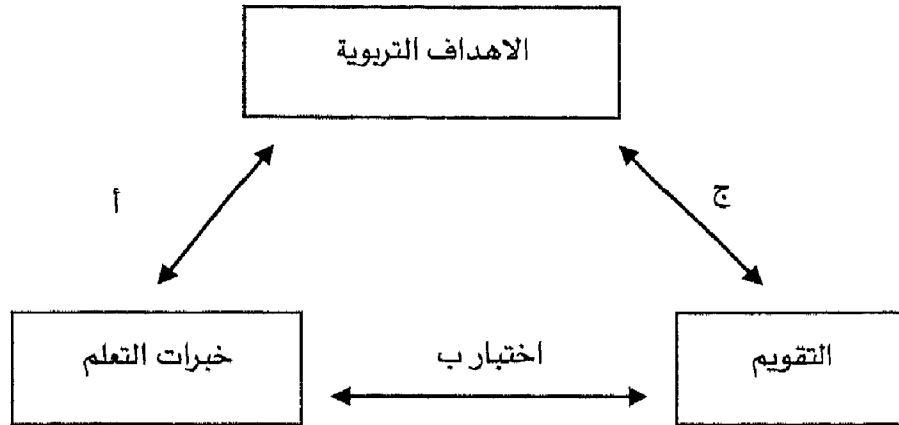 الاهداف التربوية
أ
ج
خبرات التعلم
اختبار ب
التقويم